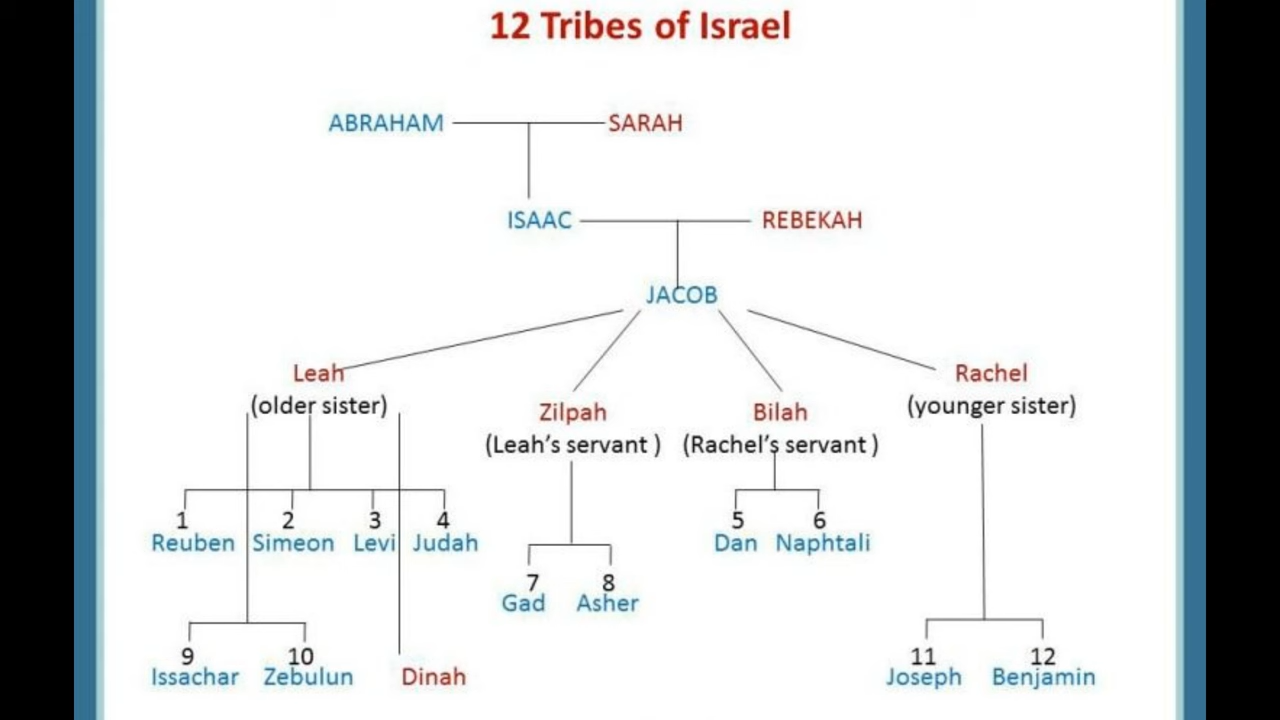 12 Tribes of Israel
ABRAHAM SARAH
ISAAC REBEKAH
JACOB
Leah
(older sister)
Zilpah
(Leah's servant )
Bilah
(Rachel's servant )
Rachel
(younger sister)
1 2 3 4
Reuben Simeon Levi Judah
5 6
Dan Naphtali
7 8
Gad Asher
9 10
Issachar Zebulun Dinah
11 12
Joseph Benjamin